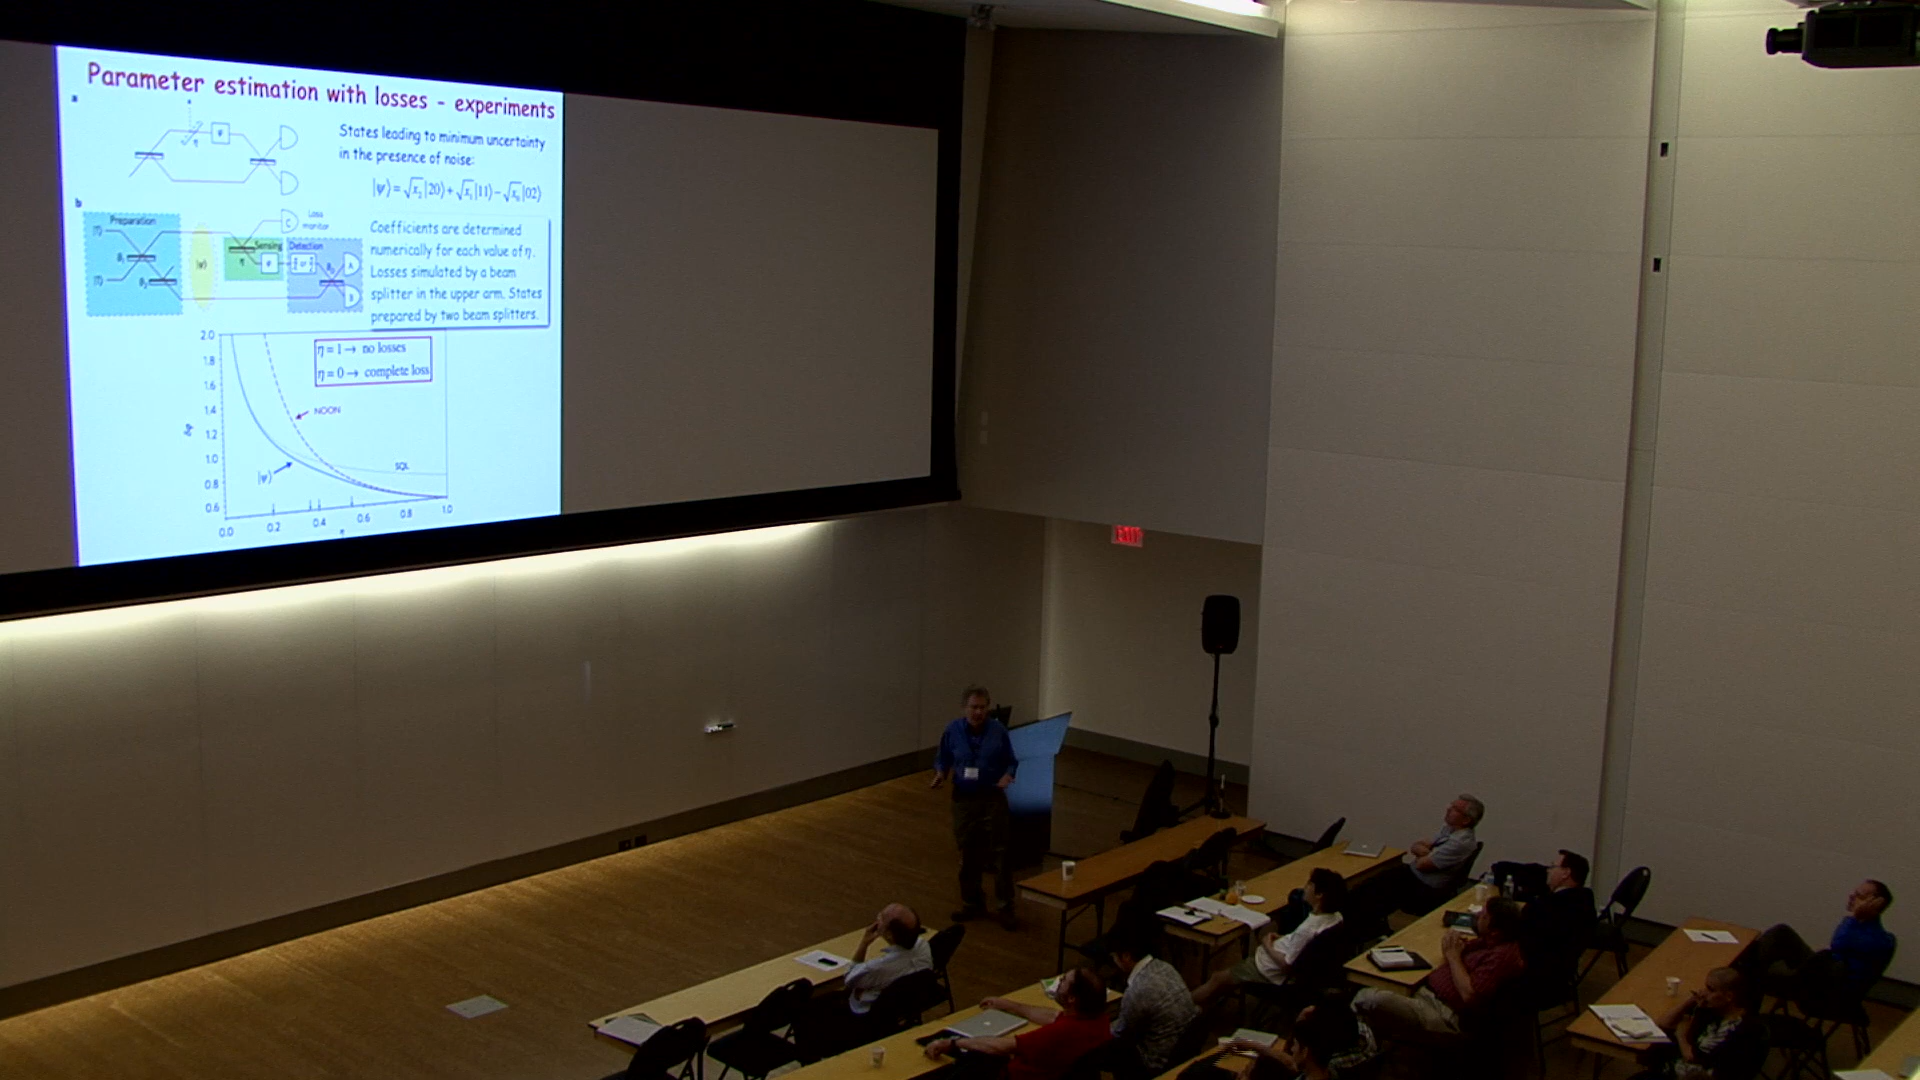 Parameter estimation with losses - experiments
a
φ
η
States leading to minimum uncertainty
in the presence of noise:
|ψ⟩ = √x₂|20⟩ + √x₁|11⟩ − √x₀|02⟩
b
Preparation
|1⟩
|1⟩
|ψ⟩
C
Loss
monitor
Sensing
η
φ
Detection
A
B
Coefficients are determined
numerically for each value of η.
Losses simulated by a beam
splitter in the upper arm. States
prepared by two beam splitters.
η = 1 → no losses
η = 0 → complete loss
2.0
1.8
1.6
1.4
1.2
1.0
0.8
0.6
NOON
SQL
|ψ⟩
0.0
0.2
0.4
0.6
0.8
1.0
η
EXIT